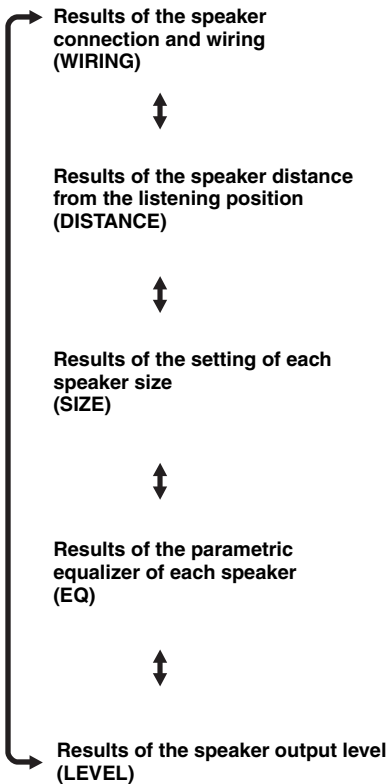 Results of the speaker
connection and wiring
(WIRING)
Results of the speaker distance
from the listening position
(DISTANCE)
Results of the setting of each
speaker size
(SIZE)
Results of the parametric
equalizer of each speaker
(EQ)
Results of the speaker output level
(LEVEL)